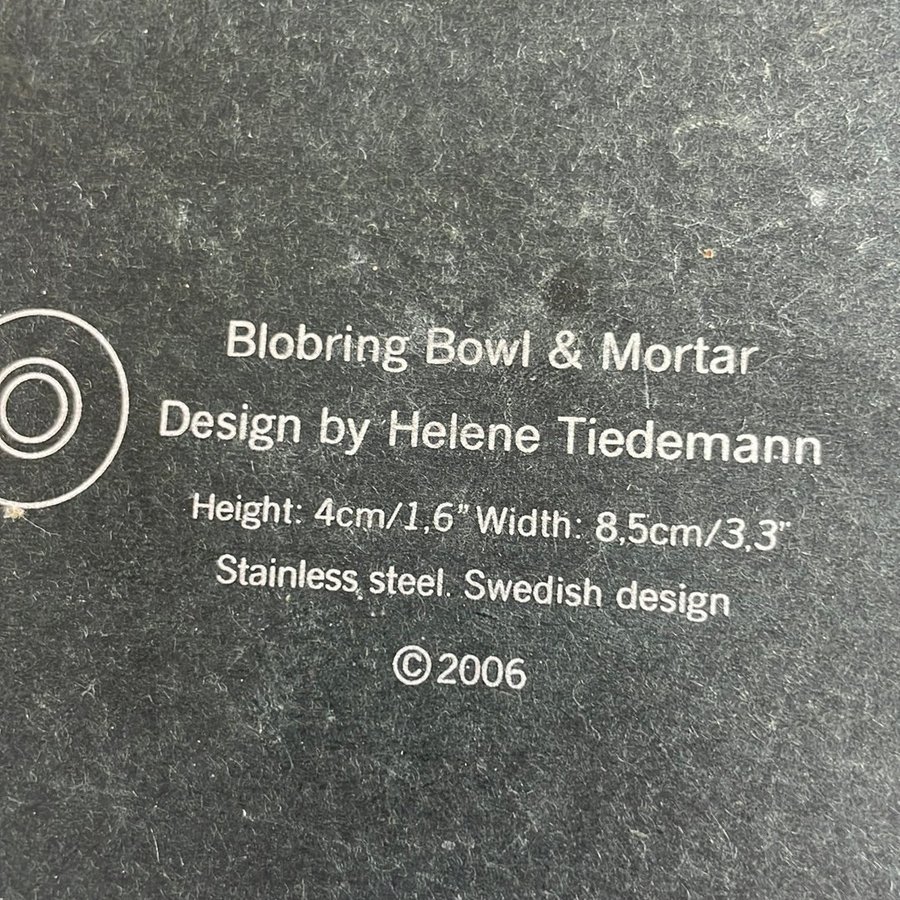 Blobring Bowl & Mortar
Design by Helene Tiedemann
Height: 4cm/1,6" Width: 8,5cm/3,3"
Stainless steel. Swedish design
©2006